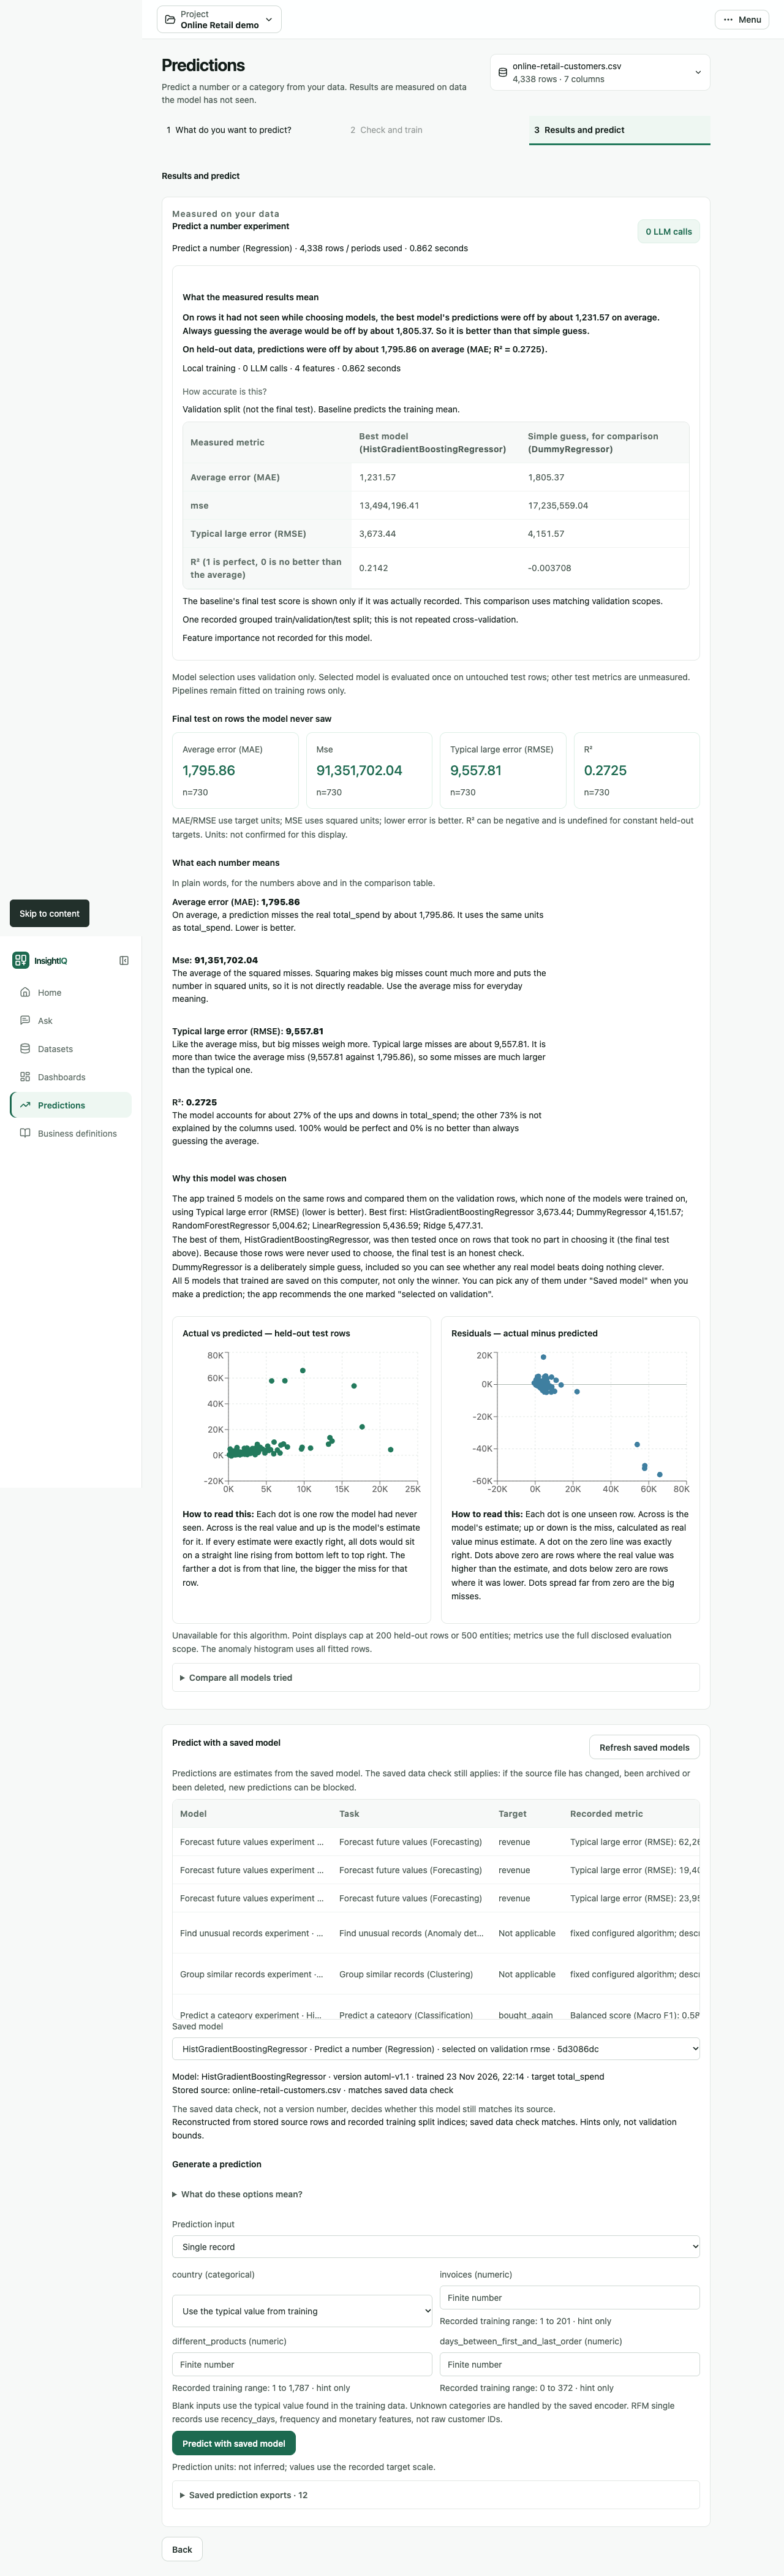 Project
Online Retail demo
Menu
Predictions
Predict a number or a category from your data. Results are measured on data
the model has not seen.
online-retail-customers.csv
4,338 rows · 7 columns
1 What do you want to predict?
2 Check and train
3 Results and predict
Results and predict
Measured on your data
Predict a number experiment
0 LLM calls
Predict a number (Regression) · 4,338 rows / periods used · 0.862 seconds
What the measured results mean
On rows it had not seen while choosing models, the best model's predictions were off by about 1,231.57 on average.
Always guessing the average would be off by about 1,805.37. So it is better than that simple guess.
On held-out data, predictions were off by about 1,795.86 on average (MAE; R² = 0.2725).
Local training · 0 LLM calls · 4 features · 0.862 seconds
How accurate is this?
Validation split (not the final test). Baseline predicts the training mean.
Measured metric
Best model
(HistGradientBoostingRegressor)
Simple guess, for comparison
(DummyRegressor)
Average error (MAE)
1,231.57
1,805.37
mse
13,494,196.41
17,235,559.04
Typical large error (RMSE)
3,673.44
4,151.57
R² (1 is perfect, 0 is no better than
the average)
0.2142
-0.003708
The baseline's final test score is shown only if it was actually recorded. This comparison uses matching validation scopes.
One recorded grouped train/validation/test split; this is not repeated cross-validation.
Feature importance not recorded for this model.
Model selection uses validation only. Selected model is evaluated once on untouched test rows; other test metrics are unmeasured.
Pipelines remain fitted on training rows only.
Final test on rows the model never saw
Average error (MAE)
1,795.86
n=730
Mse
91,351,702.04
n=730
Typical large error (RMSE)
9,557.81
n=730
R²
0.2725
n=730
MAE/RMSE use target units; MSE uses squared units; lower error is better. R² can be negative and is undefined for constant held-out
targets. Units: not confirmed for this display.
What each number means
In plain words, for the numbers above and in the comparison table.
Average error (MAE): 1,795.86
On average, a prediction misses the real total_spend by about 1,795.86. It uses the same units
as total_spend. Lower is better.
Mse: 91,351,702.04
The average of the squared misses. Squaring makes big misses count much more and puts the
number in squared units, so it is not directly readable. Use the average miss for everyday
meaning.
Typical large error (RMSE): 9,557.81
Like the average miss, but big misses weigh more. Typical large misses are about 9,557.81. It is
more than twice the average miss (9,557.81 against 1,795.86), so some misses are much larger
than the typical one.
R²: 0.2725
The model accounts for about 27% of the ups and downs in total_spend; the other 73% is not
explained by the columns used. 100% would be perfect and 0% is no better than always
guessing the average.
Skip to content
InsightIQ
Home
Ask
Datasets
Dashboards
Predictions
Business definitions
Why this model was chosen
The app trained 5 models on the same rows and compared them on the validation rows, which none of the models were trained on,
using Typical large error (RMSE) (lower is better). Best first: HistGradientBoostingRegressor 3,673.44; DummyRegressor 4,151.57;
RandomForestRegressor 5,004.62; LinearRegression 5,436.59; Ridge 5,477.31.
The best of them, HistGradientBoostingRegressor, was then tested once on rows that took no part in choosing it (the final test
above). Because those rows were never used to choose, the final test is an honest check.
DummyRegressor is a deliberately simple guess, included so you can see whether any real model beats doing nothing clever.
All 5 models that trained are saved on this computer, not only the winner. You can pick any of them under "Saved model" when you
make a prediction; the app recommends the one marked "selected on validation".
Actual vs predicted — held-out test rows
80K
60K
40K
20K
0K
-20K
0K 5K 10K 15K 20K 25K
How to read this: Each dot is one row the model had never
seen. Across is the real value and up is the model's estimate
for it. If every estimate were exactly right, all dots would sit
on a straight line rising from bottom left to top right. The
farther a dot is from that line, the bigger the miss for that
row.
Residuals — actual minus predicted
20K
0K
-20K
-40K
-60K
-20K 0K 20K 40K 60K 80K
How to read this: Each dot is one unseen row. Across is the
model's estimate; up or down is the miss, calculated as real
value minus estimate. A dot on the zero line was exactly
right. Dots above zero are rows where the real value was
higher than the estimate, and dots below zero are rows
where it was lower. Dots spread far from zero are the big
misses.
Unavailable for this algorithm. Point displays cap at 200 held-out rows or 500 entities; metrics use the full disclosed evaluation
scope. The anomaly histogram uses all fitted rows.
Compare all models tried
Predict with a saved model
Refresh saved models
Predictions are estimates from the saved model. The saved data check still applies: if the source file has changed, been archived or
been deleted, new predictions can be blocked.
Model Task Target Recorded metric
Forecast future values experiment ... Forecast future values (Forecasting) revenue Typical large error (RMSE): 62,26
Forecast future values experiment ... Forecast future values (Forecasting) revenue Typical large error (RMSE): 19,40
Forecast future values experiment ... Forecast future values (Forecasting) revenue Typical large error (RMSE): 23,95
Find unusual records experiment · ... Find unusual records (Anomaly det... Not applicable fixed configured algorithm; descr
Group similar records experiment ·... Group similar records (Clustering) Not applicable fixed configured algorithm; descr
Predict a category experiment · Hi... Predict a category (Classification) bought_again Balanced score (Macro F1): 0.58
Saved model
HistGradientBoostingRegressor · Predict a number (Regression) · selected on validation rmse · 5d3086dc
Model: HistGradientBoostingRegressor · version automl-v1.1 · trained 23 Nov 2026, 22:14 · target total_spend
Stored source: online-retail-customers.csv · matches saved data check
The saved data check, not a version number, decides whether this model still matches its source.
Reconstructed from stored source rows and recorded training split indices; saved data check matches. Hints only, not validation
bounds.
Generate a prediction
What do these options mean?
Prediction input
Single record
country (categorical)
Use the typical value from training
invoices (numeric)
Finite number
Recorded training range: 1 to 201 · hint only
different_products (numeric)
Finite number
Recorded training range: 1 to 1,787 · hint only
days_between_first_and_last_order (numeric)
Finite number
Recorded training range: 0 to 372 · hint only
Blank inputs use the typical value found in the training data. Unknown categories are handled by the saved encoder. RFM single
records use recency_days, frequency and monetary features, not raw customer IDs.
Predict with saved model
Prediction units: not inferred; values use the recorded target scale.
Saved prediction exports · 12
Back